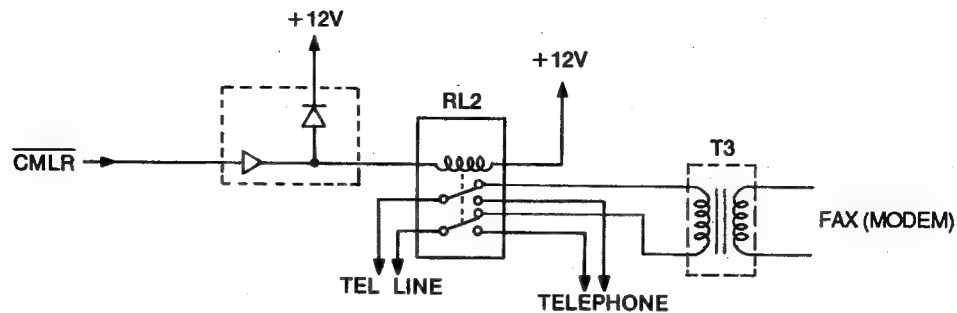 +12V
+12V
RL2
CMLR
T3
FAX (MODEM)
TEL LINE
TELEPHONE